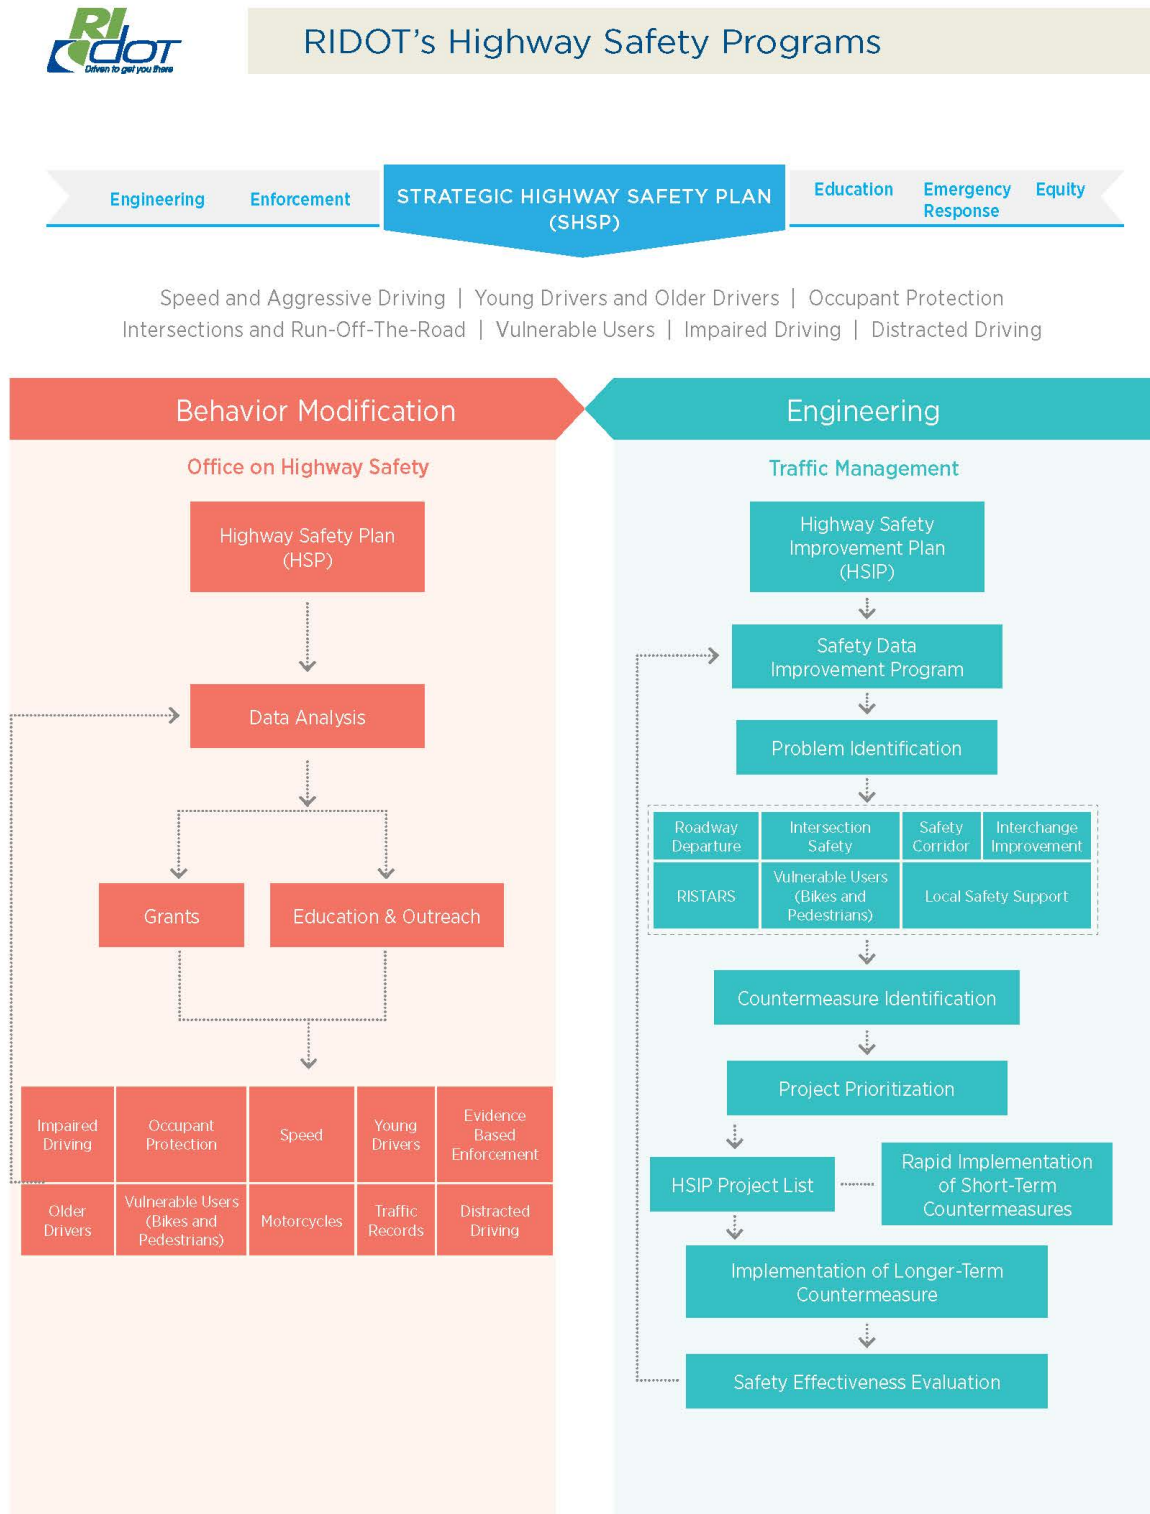 RI
DOT
Driven to get you there
RIDOT's Highway Safety Programs
Engineering
Enforcement
STRATEGIC HIGHWAY SAFETY PLAN
(SHSP)
Education
Emergency
Response
Equity
Speed and Aggressive Driving | Young Drivers and Older Drivers | Occupant Protection
Intersections and Run-Off-The-Road | Vulnerable Users | Impaired Driving | Distracted Driving
Behavior Modification
Office on Highway Safety
Highway Safety Plan
(HSP)
Data Analysis
Grants
Education & Outreach
Impaired
Driving
Occupant
Protection
Speed
Young
Drivers
Evidence
Based
Enforcement
Older
Drivers
Vulnerable Users
(Bikes and
Pedestrians)
Motorcycles
Traffic
Records
Distracted
Driving
Engineering
Traffic Management
Highway Safety
Improvement Plan
(HSIP)
Safety Data
Improvement Program
Problem Identification
Roadway
Departure
Intersection
Safety
Safety
Corridor
Interchange
Improvement
RISTARS
Vulnerable Users
(Bikes and
Pedestrians)
Local Safety Support
Countermeasure Identification
Project Prioritization
HSIP Project List
Rapid Implementation
of Short-Term
Countermeasures
Implementation of Longer-Term
Countermeasure
Safety Effectiveness Evaluation